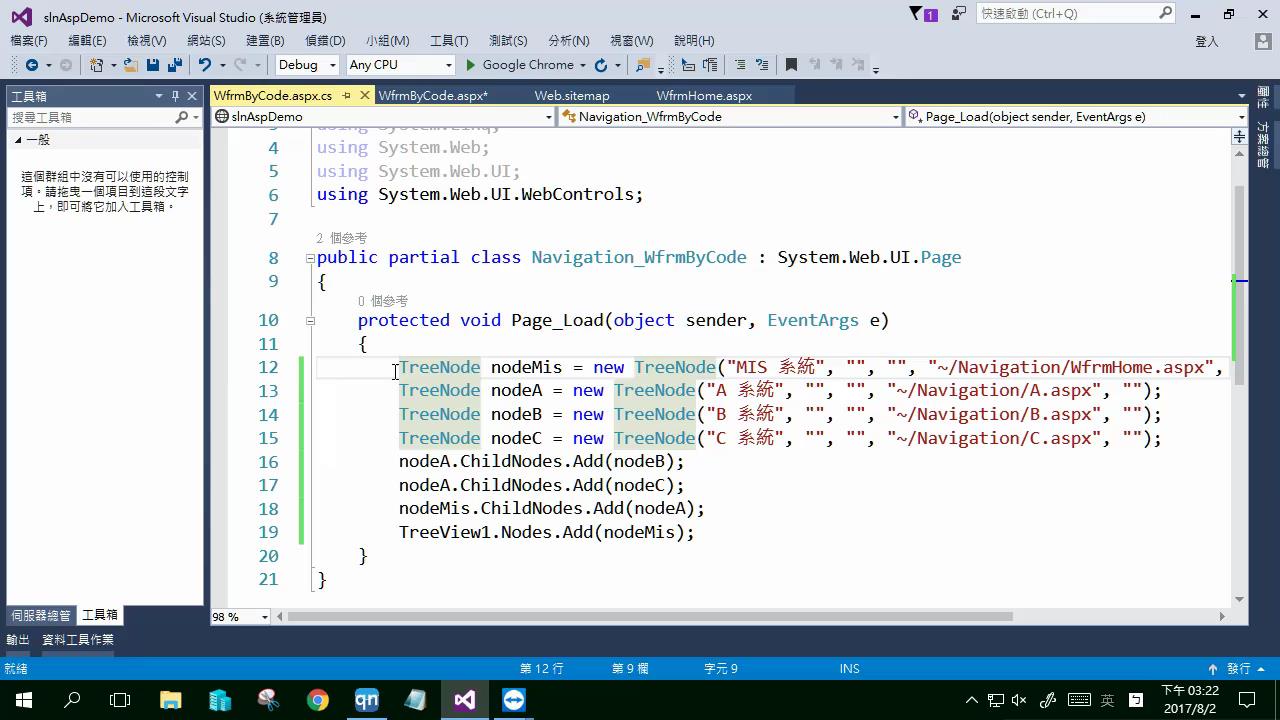 slnAspDemo - Microsoft Visual Studio (系統管理員)
1
快速啟動 (Ctrl+Q)
檔案(F) 編輯(E) 檢視(V) 網站(S) 建置(B) 偵錯(D) 小組(M) 工具(T) 測試(S) 分析(N) 視窗(W) 說明(H)
登入
Debug Any CPU Google Chrome
工具箱
WfrmByCode.aspx.cs WfrmByCode.aspx* Web.sitemap WfrmHome.aspx
搜尋工具箱
slnAspDemo Navigation_WfrmByCode Page_Load(object sender, EventArgs e)
一般
這個群組中沒有可以使用的控制
項。請拖曳一個項目到這段文字
上，即可將它加入工具箱。
屬性
方案總管
3 using System.Linq;
4 using System.Web;
5 using System.Web.UI;
6 using System.Web.UI.WebControls;
7
2 個參考
8 public partial class Navigation_WfrmByCode : System.Web.UI.Page
9 {
0 個參考
10 protected void Page_Load(object sender, EventArgs e)
11 {
12 TreeNode nodeMis = new TreeNode("MIS 系統", "", "", "~/Navigation/WfrmHome.aspx",
13 TreeNode nodeA = new TreeNode("A 系統", "", "", "~/Navigation/A.aspx", "");
14 TreeNode nodeB = new TreeNode("B 系統", "", "", "~/Navigation/B.aspx", "");
15 TreeNode nodeC = new TreeNode("C 系統", "", "", "~/Navigation/C.aspx", "");
16 nodeA.ChildNodes.Add(nodeB);
17 nodeA.ChildNodes.Add(nodeC);
18 nodeMis.ChildNodes.Add(nodeA);
19 TreeView1.Nodes.Add(nodeMis);
20 }
21 }
伺服器總管 工具箱
98 %
輸出 資料工具作業
就緒 第 12 行 第 9 欄 字元 9 INS 發行
qn
英
下午 03:22
2017/8/2